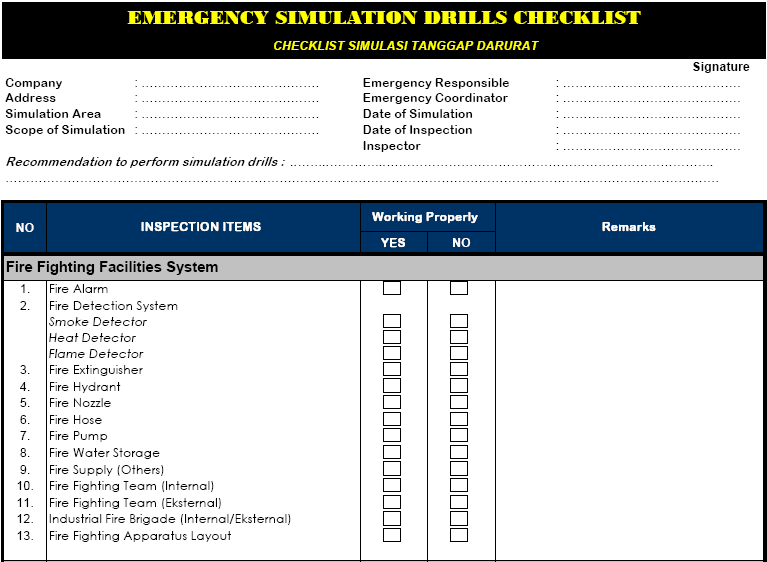 EMERGENCY SIMULATION DRILLS CHECKLIST
CHECKLIST SIMULASI TANGGAP DARURAT
Signature
Company : ........................................... Emergency Responsible : ...........................................
Address : ........................................... Emergency Coordinator : ...........................................
Simulation Area : ........................................... Date of Simulation : ...........................................
Scope of Simulation : ........................................... Date of Inspection : ...........................................
Inspector : ...........................................
Recommendation to perform simulation drills : ...........................................
...........................................
NO INSPECTION ITEMS Working Properly Remarks
YES NO
Fire Fighting Facilities System
1. Fire Alarm
2. Fire Detection System
Smoke Detector
Heat Detector
Flame Detector
3. Fire Extinguisher
4. Fire Hydrant
5. Fire Nozzle
6. Fire Hose
7. Fire Pump
8. Fire Water Storage
9. Fire Supply (Others)
10. Fire Fighting Team (Internal)
11. Fire Fighting Team (Eksternal)
12. Industrial Fire Brigade (Internal/Eksternal)
13. Fire Fighting Apparatus Layout